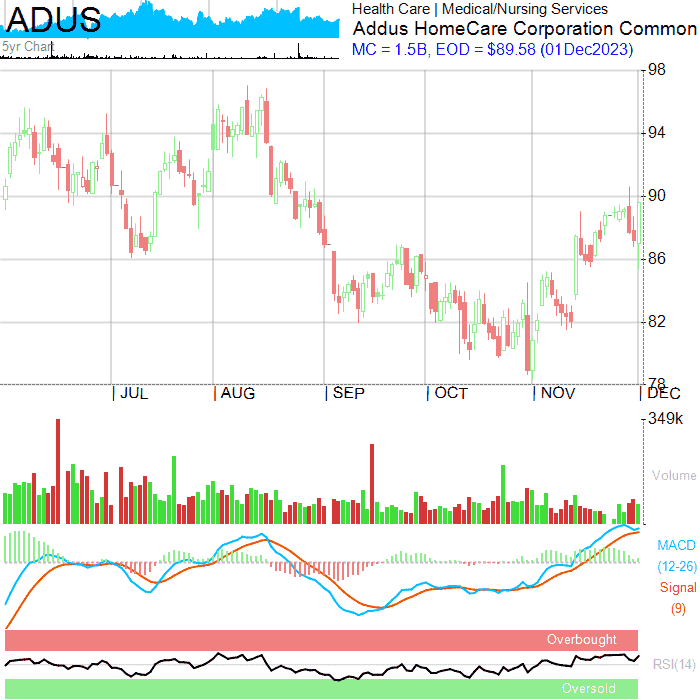 ADUS
5yr Chart
Health Care | Medical/Nursing Services
Addus HomeCare Corporation Common
MC = 1.5B, EOD = $89.58 (01Dec2023)
98
94
90
86
82
78
JUL AUG SEP OCT NOV DEC
349k
Volume
MACD
(12-26)
Signal
(9)
Overbought
RSI(14)
Oversold